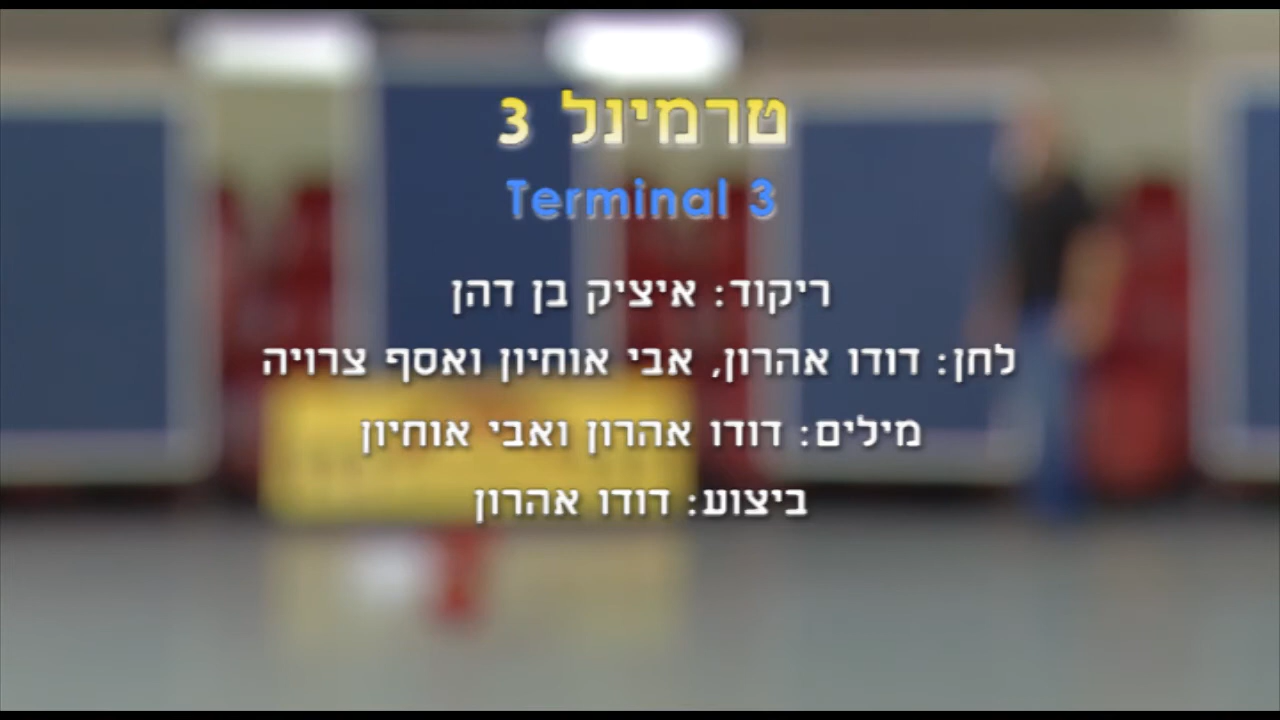 טרמינל 3
Terminal 3
ריקוד: איציק בן דהן
לחן: דודו אהרון, אבי אוחיון ואסף צרויה
מילים: דודו אהרון ואבי אוחיון
ביצוע: דודו אהרון